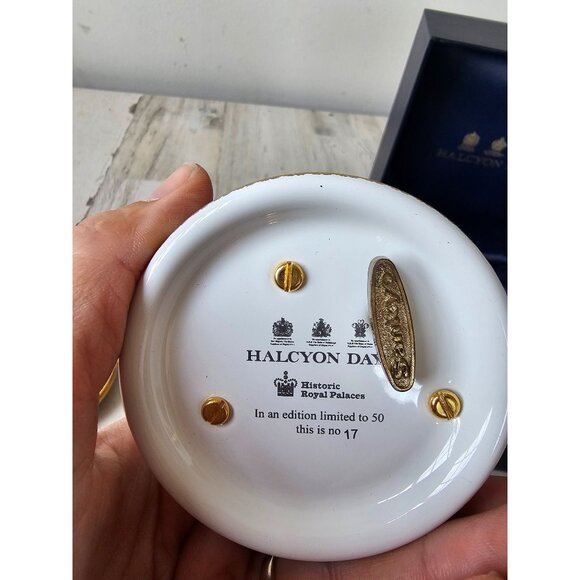 HALCYON DAY
Historic
Royal Palaces
In an edition limited to 50
this is no 17
HALCYON